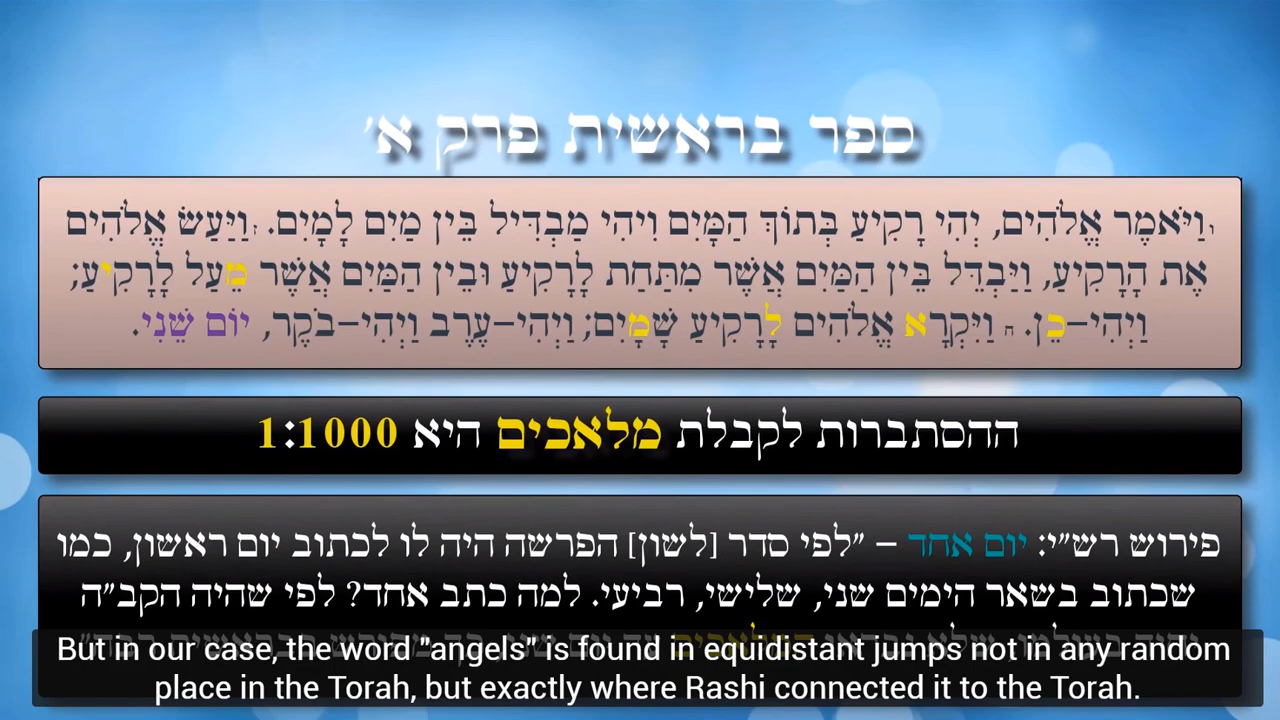 ספר בראשית פרק א׳
ו. וַיֹּאמֶר אֱלֹהִים, יְהִי רָקִיעַ בְּתוֹךְ הַמָּיִם וִיהִי מַבְדִּיל בֵּין מַיִם לָמָיִם. ז. וַיַּעַשׂ אֱלֹהִים
אֶת הָרָקִיעַ, וַיַּבְדֵּל בֵּין הַמַּיִם אֲשֶׁר מִתַּחַת לָרָקִיעַ וּבֵין הַמַּיִם אֲשֶׁר מֵעַל לָרָקִיעַ;
וַיְהִי–כֵן. ח. וַיִּקְרָא אֱלֹהִים לָרָקִיעַ שָׁמָיִם; וַיְהִי–עֶרֶב וַיְהִי–בֹקֶר, יוֹם שֵׁנִי.
ההסתברות לקבלת מלאכים היא 1:1000
פירוש רש״י: יום אחד – ״לפי סדר [לשון] הפרשה היה לו לכתוב יום ראשון, כמו
שכתוב בשאר הימים שני, שלישי, רביעי. למה כתב אחד? לפי שהיה הקב״ה
But in our case, the word "angels" is found in equidistant jumps not in any random
place in the Torah, but exactly where Rashi connected it to the Torah.